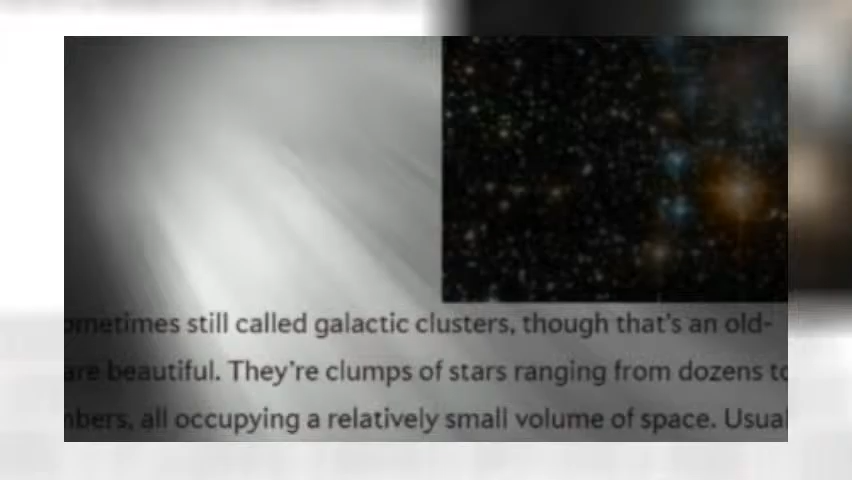 ometimes still called galactic clusters, though that's an old-
are beautiful. They're clumps of stars ranging from dozens to
mbers, all occupying a relatively small volume of space. Usual